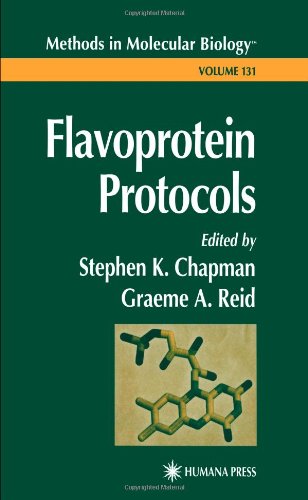 Methods in Molecular Biology™
VOLUME 131
Flavoprotein
Protocols
Edited by
Stephen K. Chapman
Graeme A. Reid
HUMANA PRESS